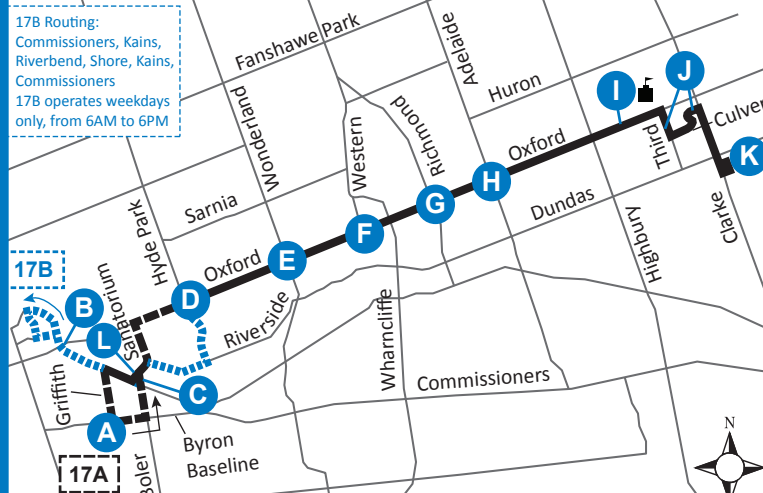 17B Routing:
Commissioners, Kains,
Riverbend, Shore, Kains,
Commissioners
17B operates weekdays
only, from 6AM to 6PM
Fanshawe Park
Adelaide
Wonderland
Western
Richmond
Huron
I
J
Culver
Oxford
Third
K
Hyde Park
Sarnia
H
G
F
E
Dundas
Highbury
Clarke
17B
Sanatorium
Oxford
D
B
L
Riverside
Wharncliffe
Commissioners
C
Griffith
A
Byron
Baseline
17A
Boler
N